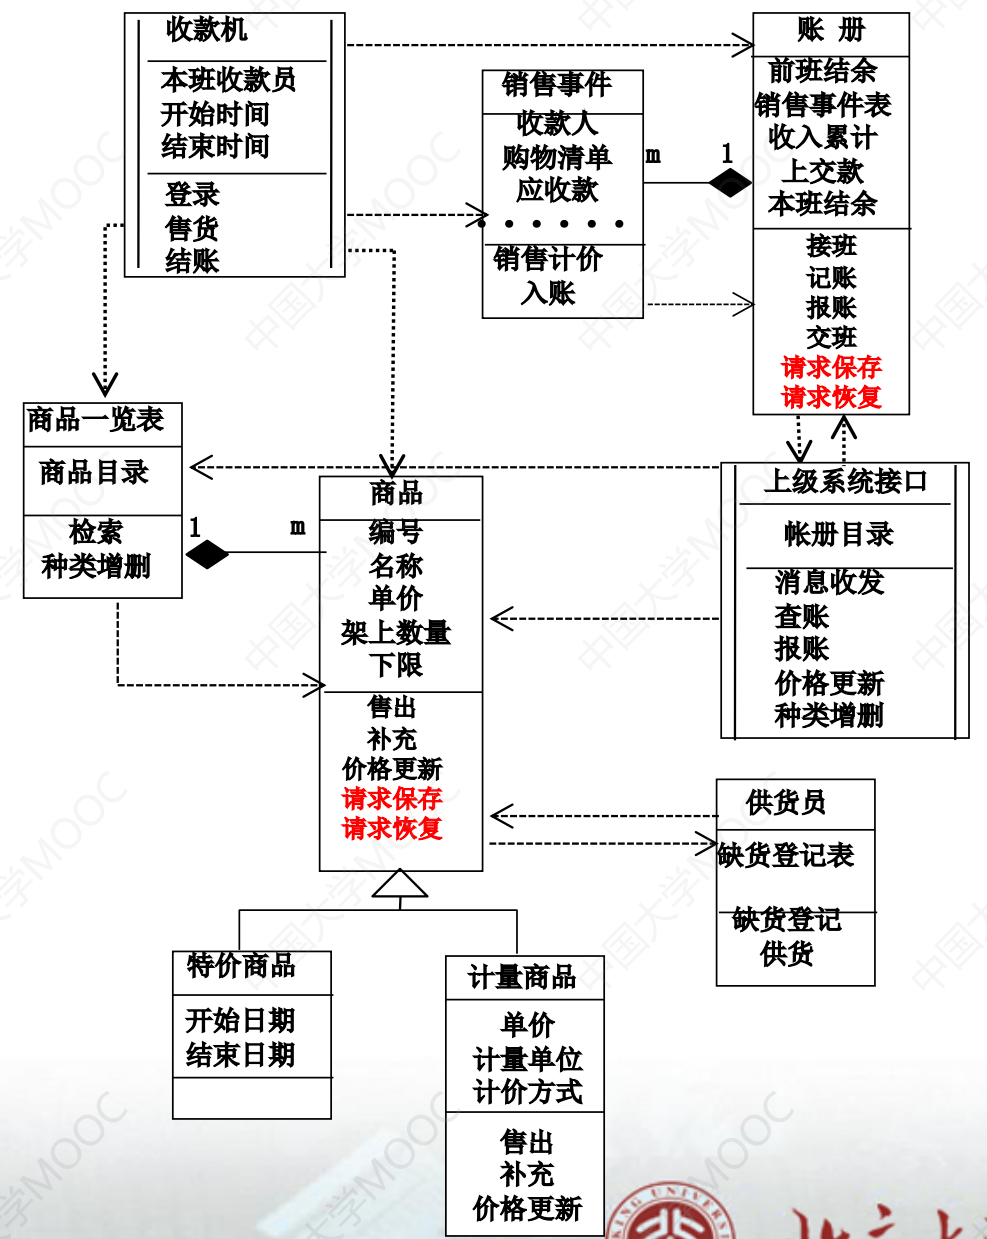 收款机
本班收款员
开始时间
结束时间
登录
售货
结账
销售事件
收款人
购物清单
应收款
• • • • • •
销售计价
入账
m
1
账 册
前班结余
销售事件表
收入累计
上交款
本班结余
接班
记账
报账
交班
请求保存
请求恢复
商品一览表
商品目录
检索
种类增删
1
m
商品
编号
名称
单价
架上数量
下限
售出
补充
价格更新
请求保存
请求恢复
上级系统接口
帐册目录
消息收发
查账
报账
价格更新
种类增删
供货员
缺货登记表
缺货登记
供货
特价商品
开始日期
结束日期
计量商品
单价
计量单位
计价方式
售出
补充
价格更新
中国大学MOOC